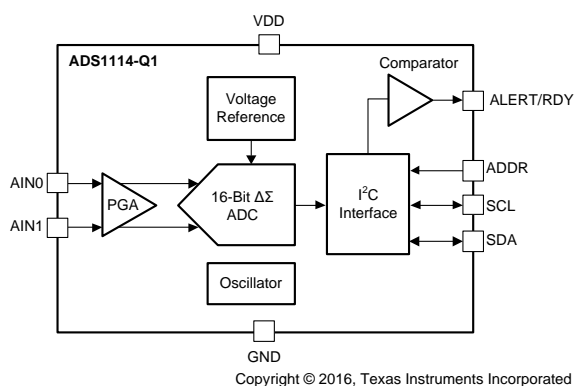 VDD
ADS1114-Q1
Comparator
Voltage
Reference
ALERT/RDY
ADDR
AIN0
PGA
16-Bit ΔΣ
ADC
I²C
Interface
SCL
AIN1
SDA
Oscillator
GND
Copyright © 2016, Texas Instruments Incorporated